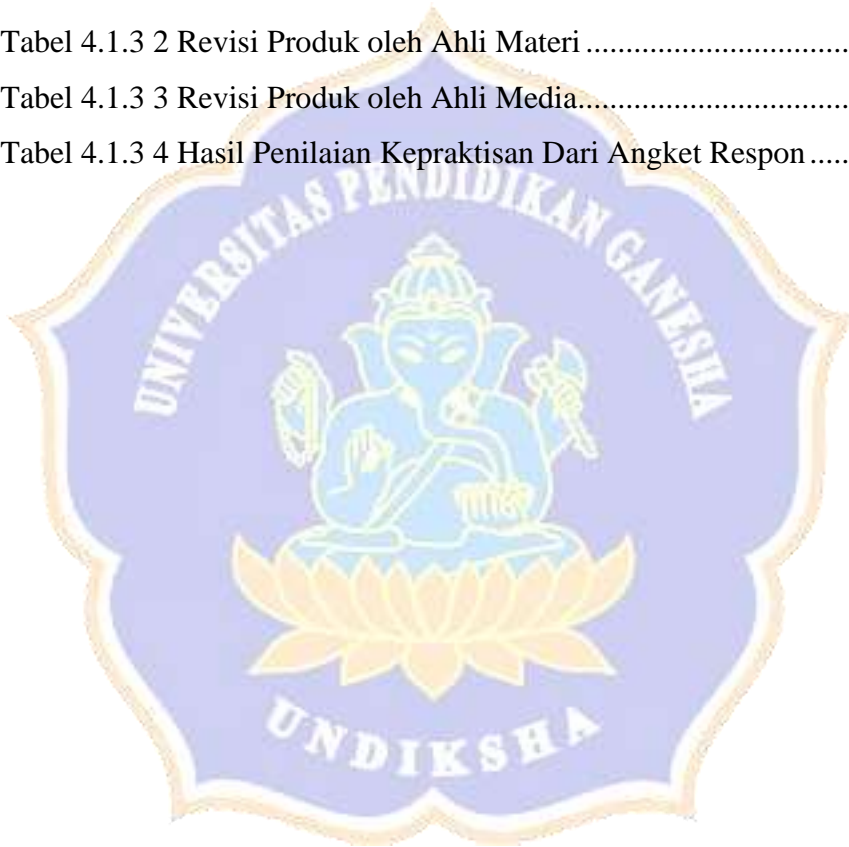 Tabel 4.1.3 2 Revisi Produk oleh Ahli Materi .................................
Tabel 4.1.3 3 Revisi Produk oleh Ahli Media.................................
Tabel 4.1.3 4 Hasil Penilaian Kepraktisan Dari Angket Respon .....
UNIVERSITAS PENDIDIKAN GANESHA
UNDIKSHA